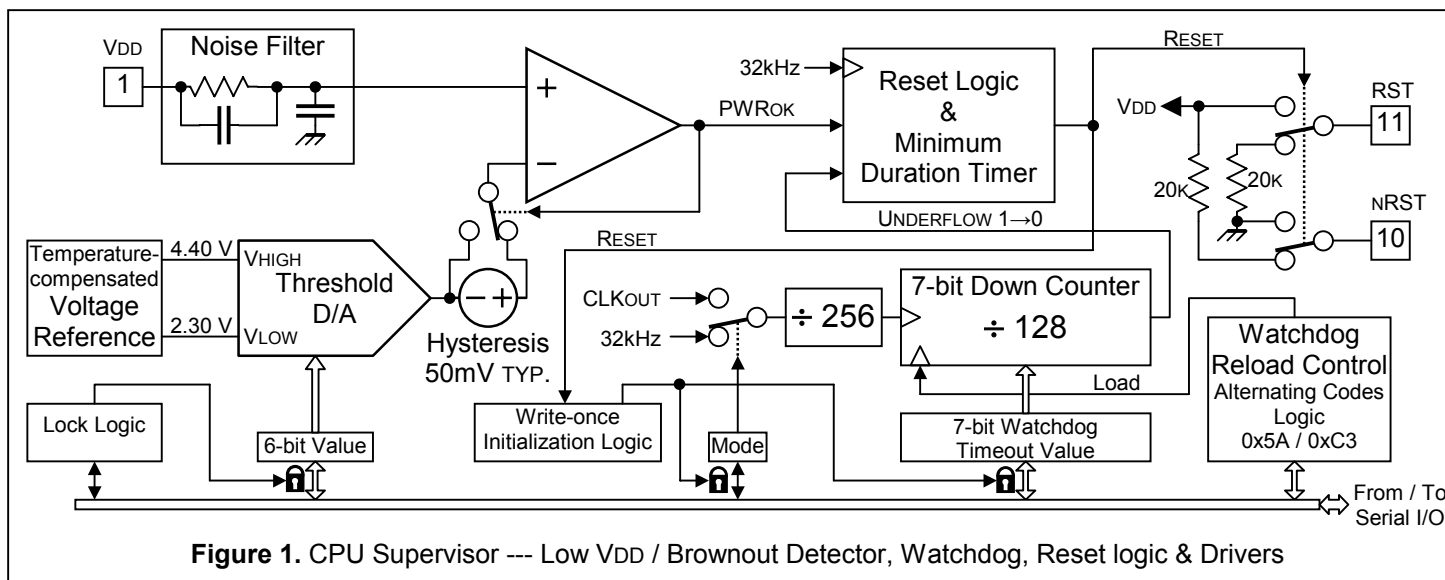 VDD
1
Noise Filter
+
−
PWROK
32kHz
Reset Logic
&
Minimum
Duration Timer
RESET
VDD
20K
20K
RST
11
NRST
10
UNDERFLOW 1→0
RESET
Temperature-
compensated
Voltage
Reference
4.40 V
2.30 V
VHIGH
VLOW
Threshold
D/A
− +
Hysteresis
50mV TYP.
CLKOUT
32kHz
÷ 256
7-bit Down Counter
÷ 128
Load
Watchdog
Reload Control
Alternating Codes
Logic
0x5A / 0xC3
Lock Logic
6-bit Value
Write-once
Initialization Logic
Mode
7-bit Watchdog
Timeout Value
From / To
Serial I/O
Figure 1. CPU Supervisor --- Low VDD / Brownout Detector, Watchdog, Reset logic & Drivers